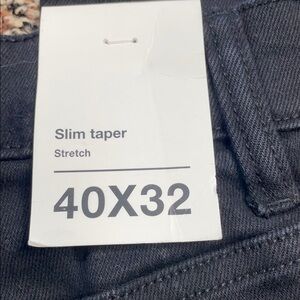 Slim taper
Stretch
40X32